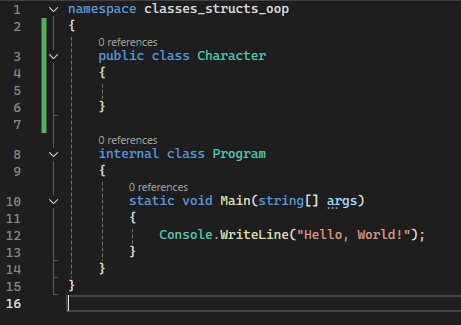 1 namespace classes_structs_oop
2 {
0 references
3 public class Character
4 {
5
6 }
7
0 references
8 internal class Program
9 {
0 references
10 static void Main(string[] args)
11 {
12 Console.WriteLine("Hello, World!");
13 }
14 }
15 }
16